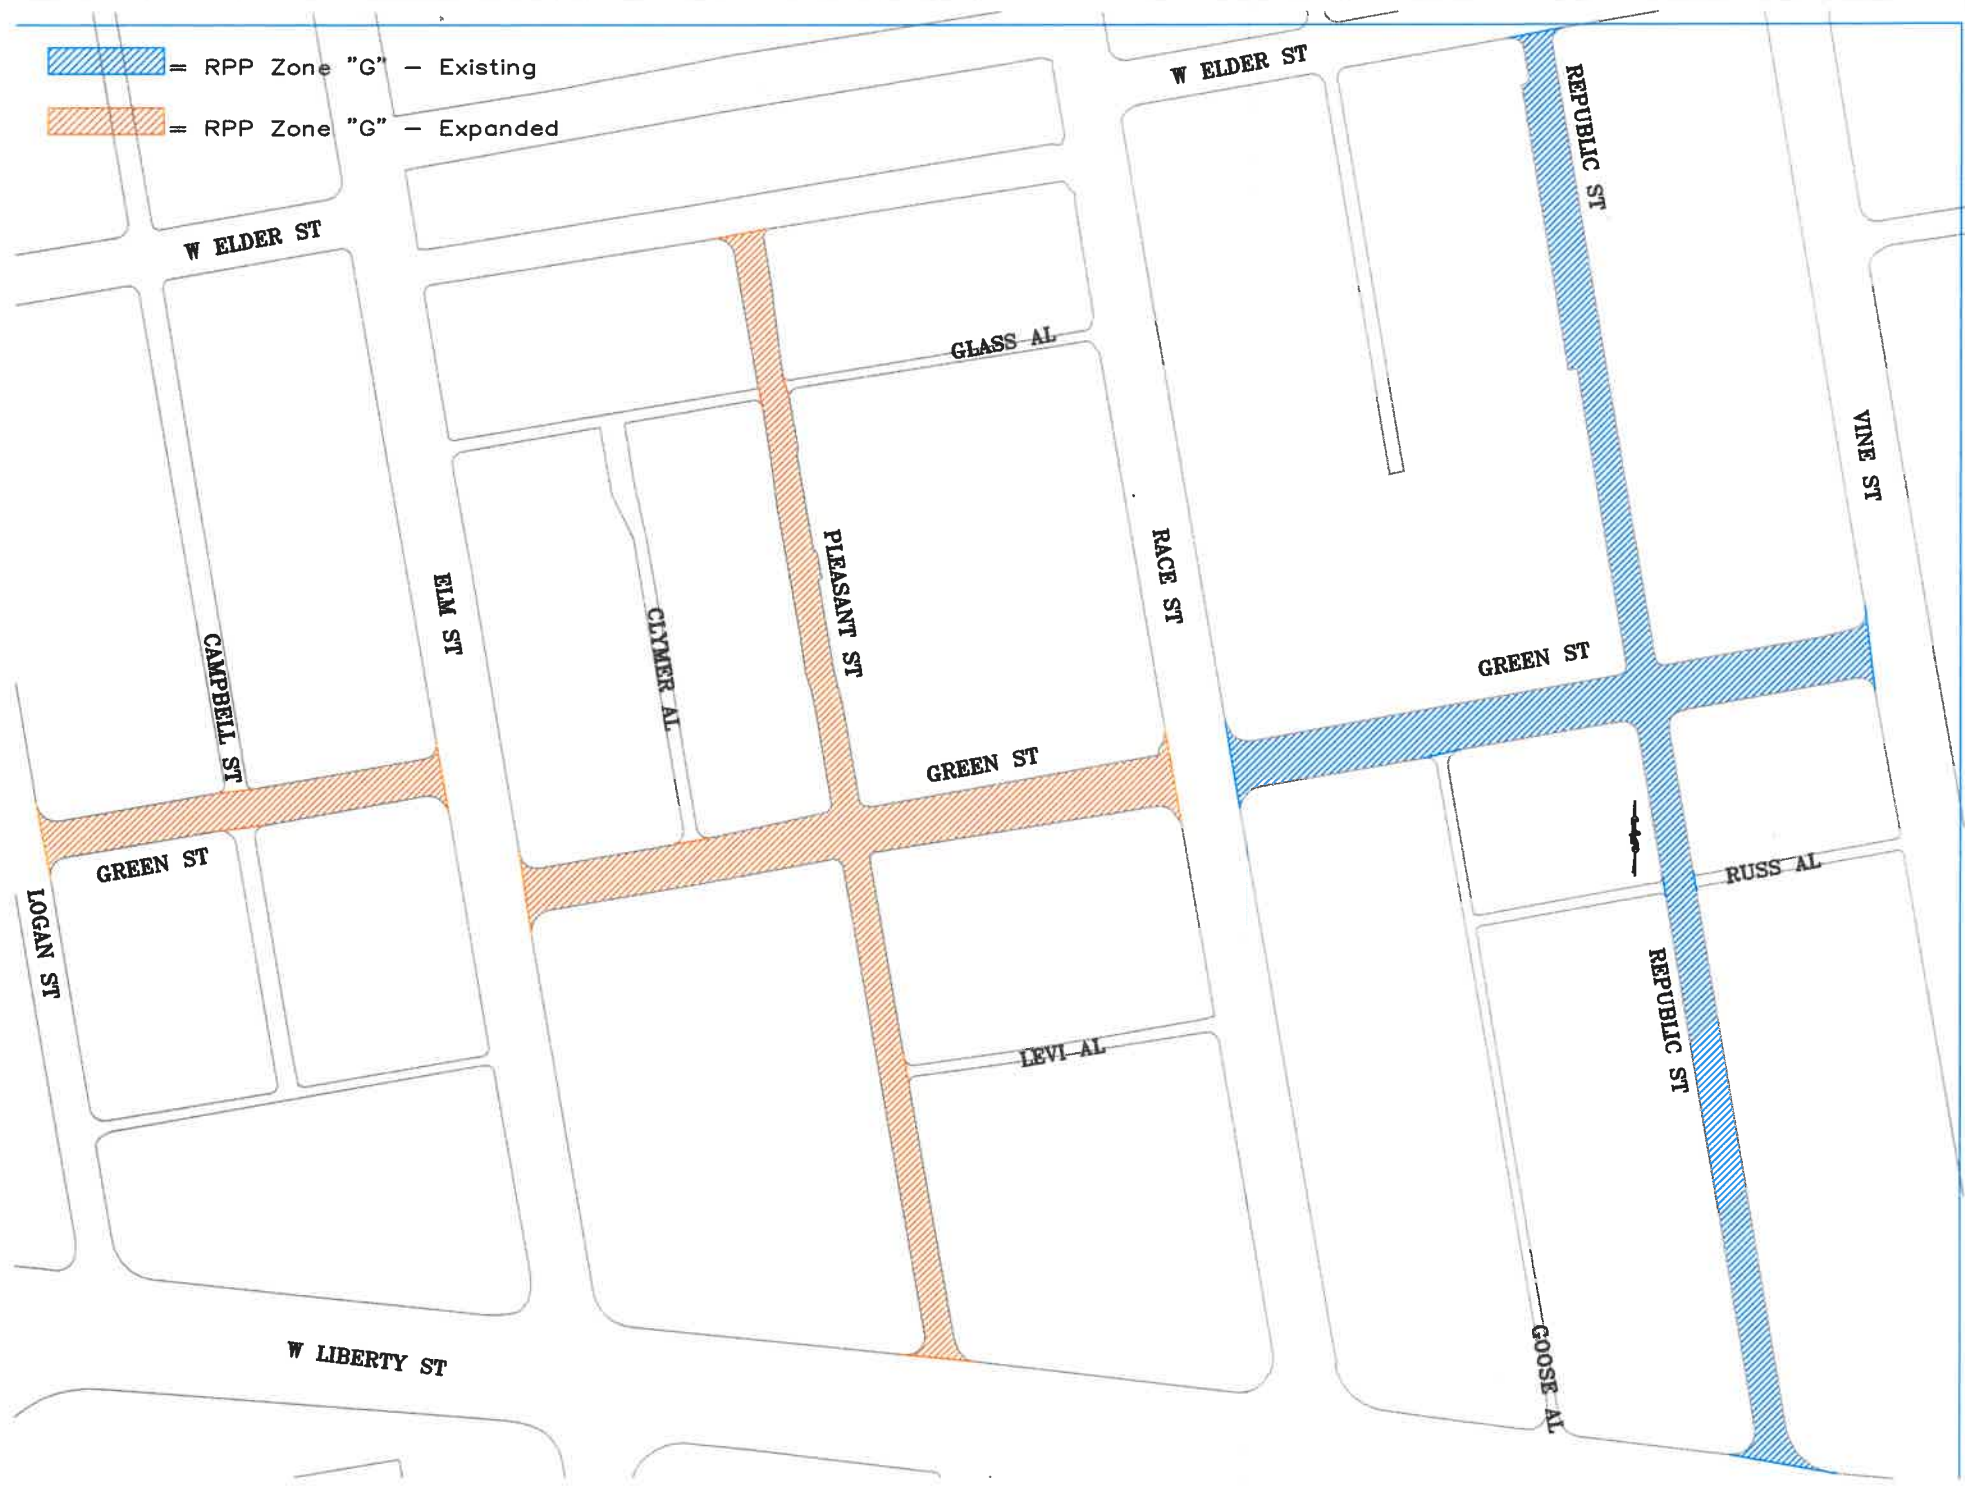 = RPP Zone "G" - Existing
= RPP Zone "G" - Expanded
W ELDER ST
W ELDER ST
REPUBLIC ST
GLASS AL
VINE ST
PLEASANT ST
RACE ST
ELM ST
CLYMER AL
CAMPBELL ST
GREEN ST
GREEN ST
GREEN ST
RUSS AL
LOGAN ST
REPUBLIC ST
LEVI AL
GOOSE AL
W LIBERTY ST